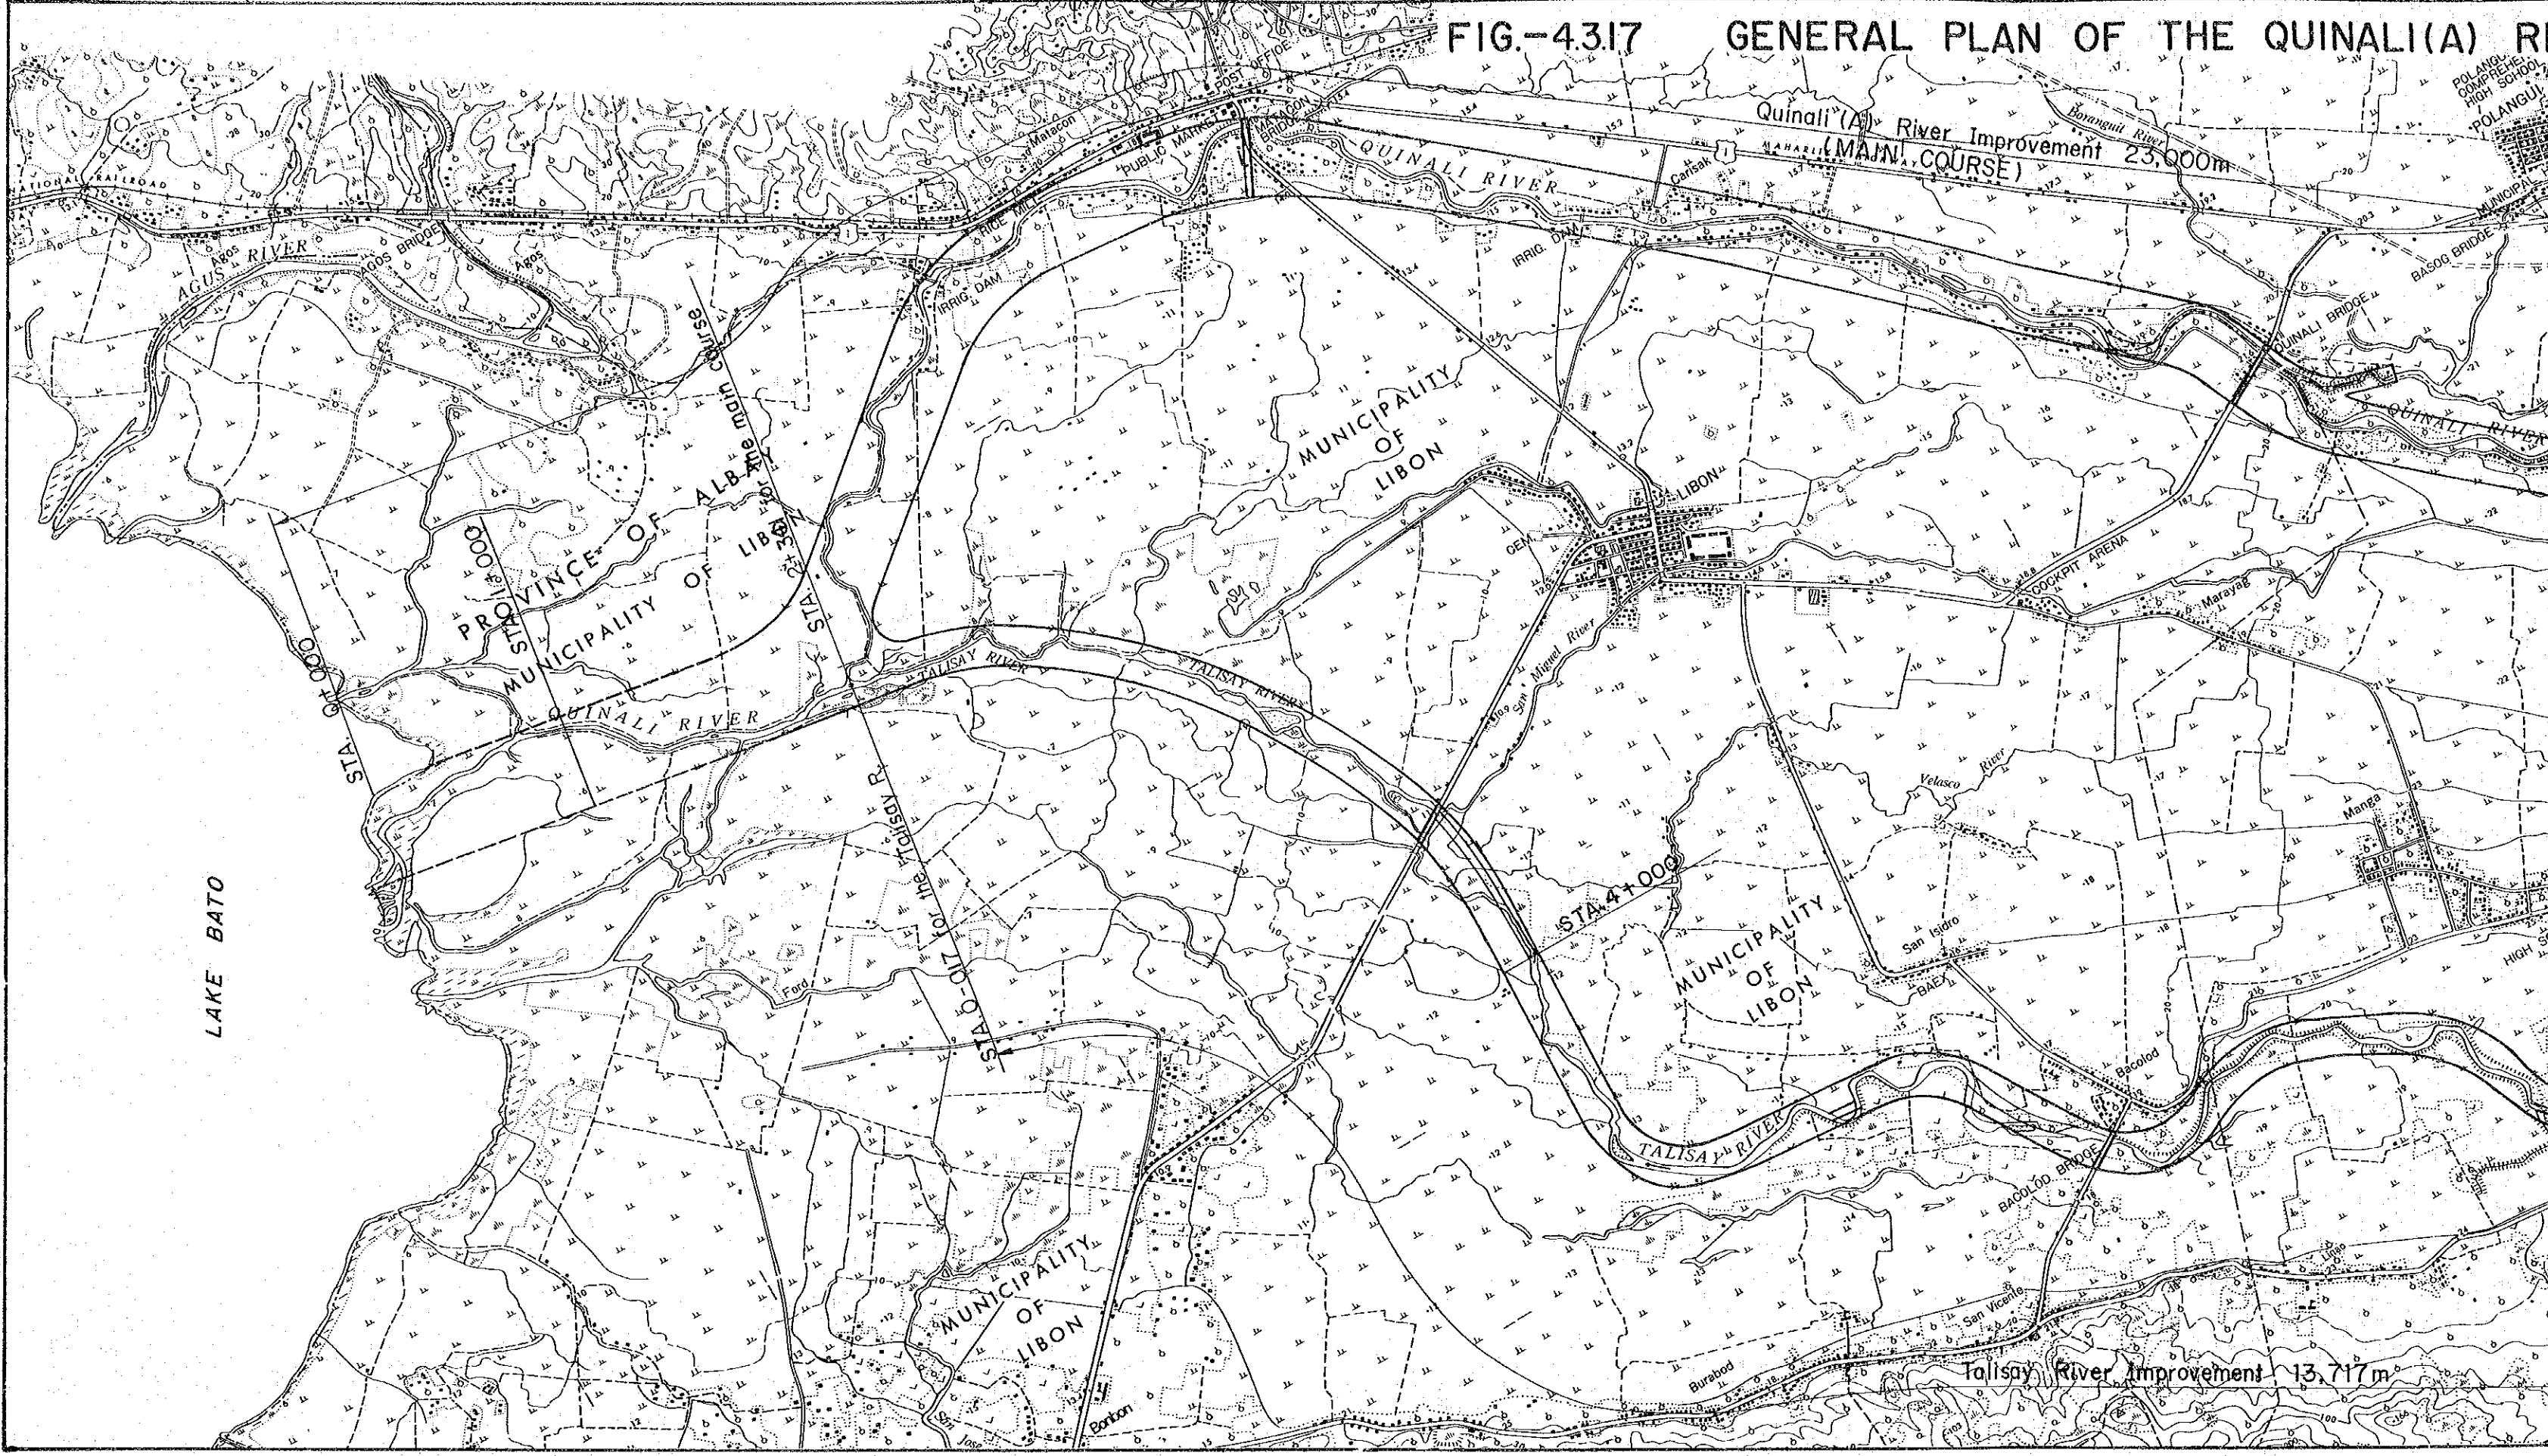 FIG.-4.3.17 GENERAL PLAN OF THE QUINALI(A) RI
POLANGUI
COMPREHE
HIGH SCHOOL
POLANGUI
MUNICIPAL
Quinali (A) River Improvement 23,000m
(MAIN COURSE)
MAHARLIKA
Boranguit River
POST OFFICE
MATACON
BRIDGE
Matacon
PUBLIC MARKET
RICE MILL
QUINALI RIVER
Carisak
IRRIG. DAM
BASOG BRIDGE
QUINALI BRIDGE
QUINALI RIVER
NATIONAL RAILROAD
AGUS RIVER
Agos
AGOS BRIDGE
Agos
IRRIG. DAM
MUNICIPALITY
OF
LIBON
LIBON
CEM.
COCKPIT ARENA
Marayag
PROVINCE OF ALBAY
MUNICIPALITY OF LIBON
STA. 0+000
STA. 1+000
STA. 2+341 for the main course
QUINALI RIVER
TALISAY RIVER
TALISAY RIVER
San Miguel River
Velasco River
Manga
HIGH S
STA. 0-017 for the Talisay R.
STA. 4+000
MUNICIPALITY
OF
LIBON
San Isidro
LAKE BATO
Ford
Bacolod
TALISAY RIVER
BACOLOD BRIDGE
MUNICIPALITY
OF
LIBON
San Vicente
Linao
Burabod
Bonbon
San Jose
Talisay River Improvement 13,717m